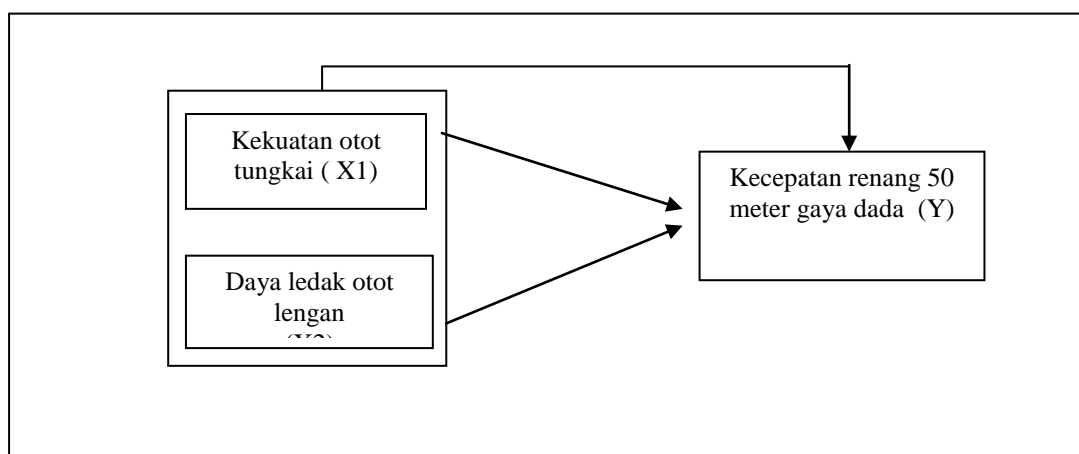 Kekuatan otot
tungkai ( X1)
Daya ledak otot
lengan
Kecepatan renang 50
meter gaya dada (Y)